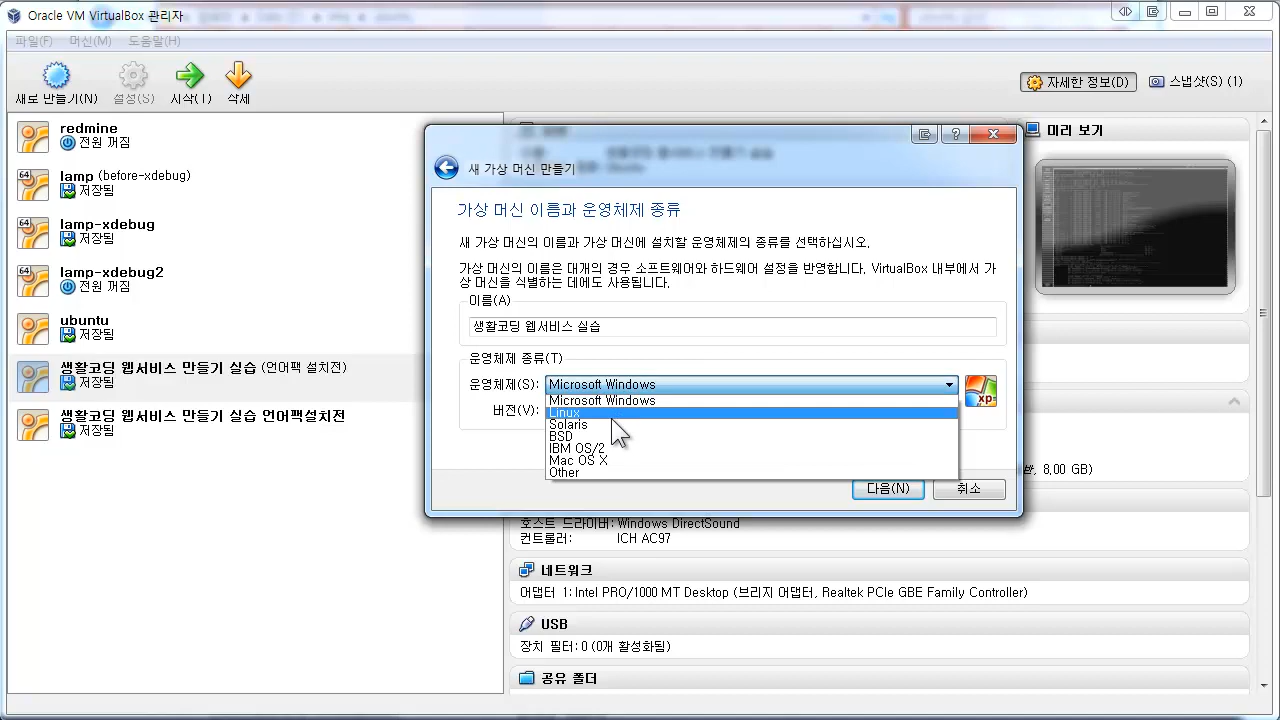 Oracle VM VirtualBox 관리자
파일(F) 머신(M) 도움말(H)
새로 만들기(N) 설정(S) 시작(T) 삭제
자세한 정보(D) 스냅샷(S) (1)
redmine
전원 꺼짐
64
lamp (before-xdebug)
저장됨
64
lamp-xdebug
저장됨
64
lamp-xdebug2
전원 꺼짐
ubuntu
저장됨
생활코딩 웹서비스 만들기 실습 (언어팩 설치전)
저장됨
생활코딩 웹서비스 만들기 실습 언어팩설치전
저장됨
새 가상 머신 만들기
가상 머신 이름과 운영체제 종류
새 가상 머신의 이름과 가상 머신에 설치할 운영체제의 종류를 선택하십시오.
가상 머신의 이름은 대개의 경우 소프트웨어와 하드웨어 설정을 반영합니다. VirtualBox 내부에서 가
상 머신을 식별하는 데에도 사용됩니다.
이름(A)
생활코딩 웹서비스 실습
운영체제 종류(T)
운영체제(S): Microsoft Windows
xp
버전(V):
Microsoft Windows
Linux
Solaris
BSD
IBM OS/2
Mac OS X
Other
다음(N) 취소
미리 보기
8,00 GB)
호스트 드라이버: Windows DirectSound
컨트롤러: ICH AC97
네트워크
어댑터 1: Intel PRO/1000 MT Desktop (브리지 어댑터, Realtek PCIe GBE Family Controller)
USB
장치 필터: 0 (0개 활성화됨)
공유 폴더